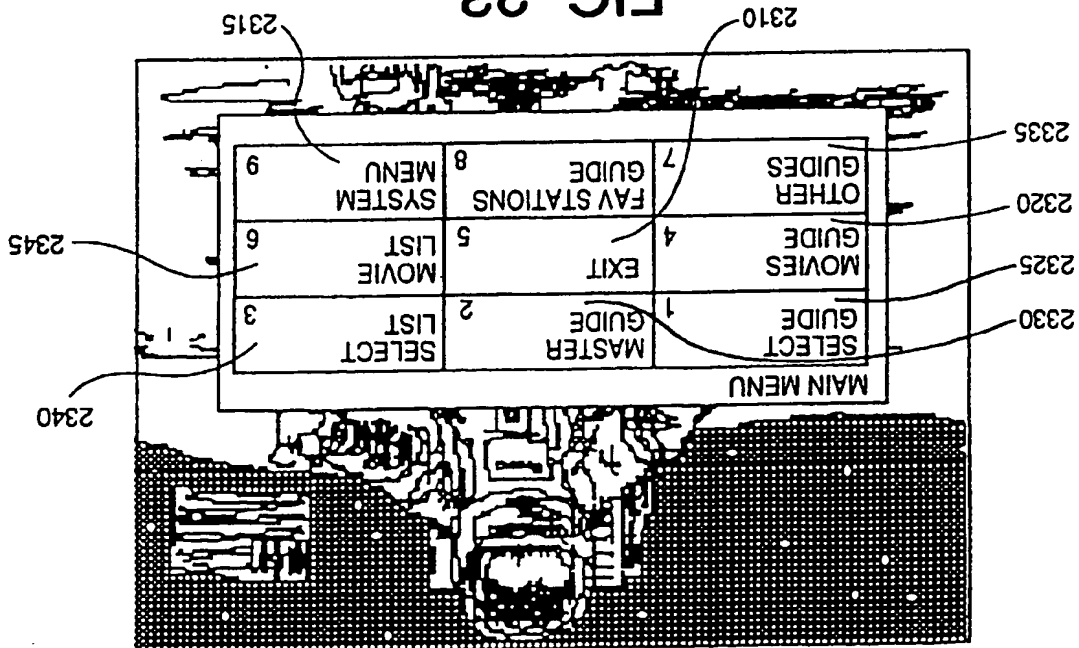 2340
MAIN MENU
SELECT
GUIDE
1
MASTER
GUIDE
2
SELECT
LIST
3
2330
2325
MOVIES
GUIDE
4
EXIT
5
MOVIE
LIST
6
2345
2320
OTHER
GUIDES
7
FAV STATIONS
GUIDE
8
SYSTEM
MENU
9
2335
2310
2315
FIG